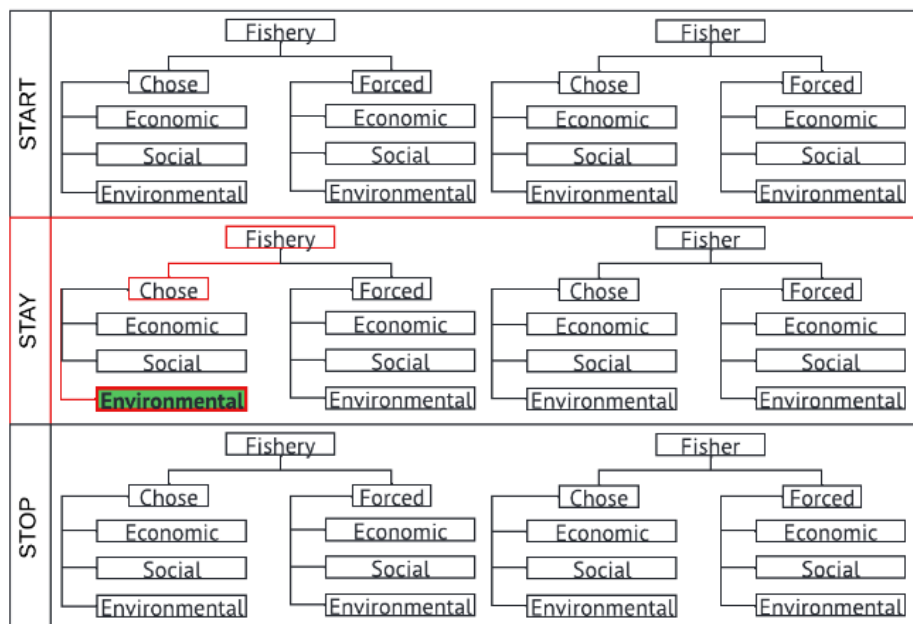 START
Fishery Fisher
Chose Forced Chose Forced
Economic Economic Economic Economic
Social Social Social Social
Environmental Environmental Environmental Environmental
STAY
Fishery Fisher
Chose Forced Chose Forced
Economic Economic Economic Economic
Social Social Social Social
Environmental Environmental Environmental Environmental
STOP
Fishery Fisher
Chose Forced Chose Forced
Economic Economic Economic Economic
Social Social Social Social
Environmental Environmental Environmental Environmental